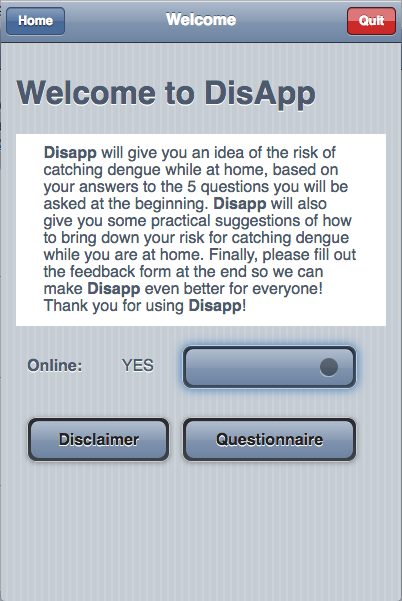 Home
Welcome
Quit
Welcome to DisApp
Disapp will give you an idea of the risk of
catching dengue while at home, based on
your answers to the 5 questions you will be
asked at the beginning. Disapp will also
give you some practical suggestions of how
to bring down your risk for catching dengue
while you are at home. Finally, please fill out
the feedback form at the end so we can
make Disapp even better for everyone!
Thank you for using Disapp!
Online: YES
Disclaimer
Questionnaire